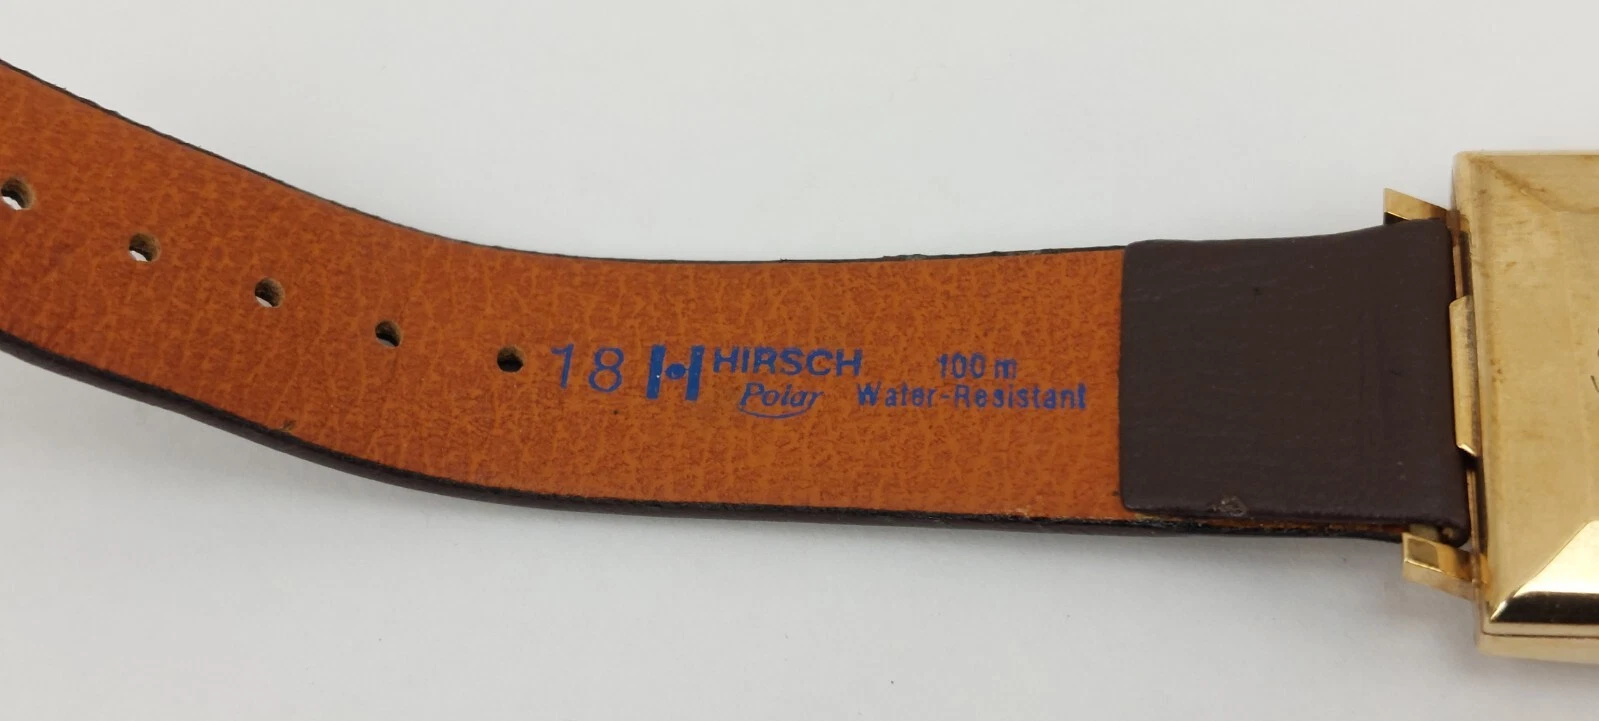 18 H HIRSCH 100 m
Polar Water-Resistant